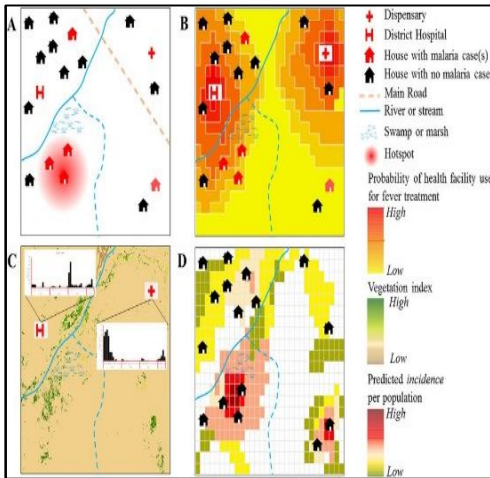 A
B
H
H
C
D
H
Dispensary
H District Hospital
House with malaria case(s)
House with no malaria case
Main Road
River or stream
Swamp or marsh
Hotspot
Probability of health facility use
for fever treatment
High
Low
Vegetation index
High
Low
Predicted incidence
per population
High
Low